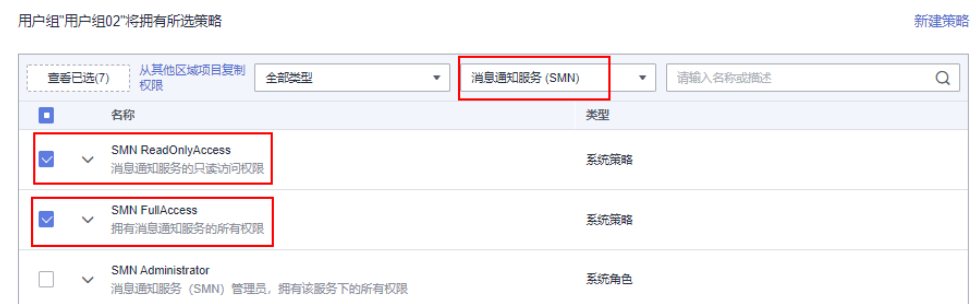 用户组"用户组02"将拥有所选策略
新建策略
查看已选(7)
从其他区域项目复制
权限
全部类型
消息通知服务 (SMN)
请输入名称或描述
名称
类型
SMN ReadOnlyAccess
消息通知服务的只读访问权限
系统策略
SMN FullAccess
拥有消息通知服务的所有权限
系统策略
SMN Administrator
消息通知服务（SMN）管理员，拥有该服务下的所有权限
系统角色